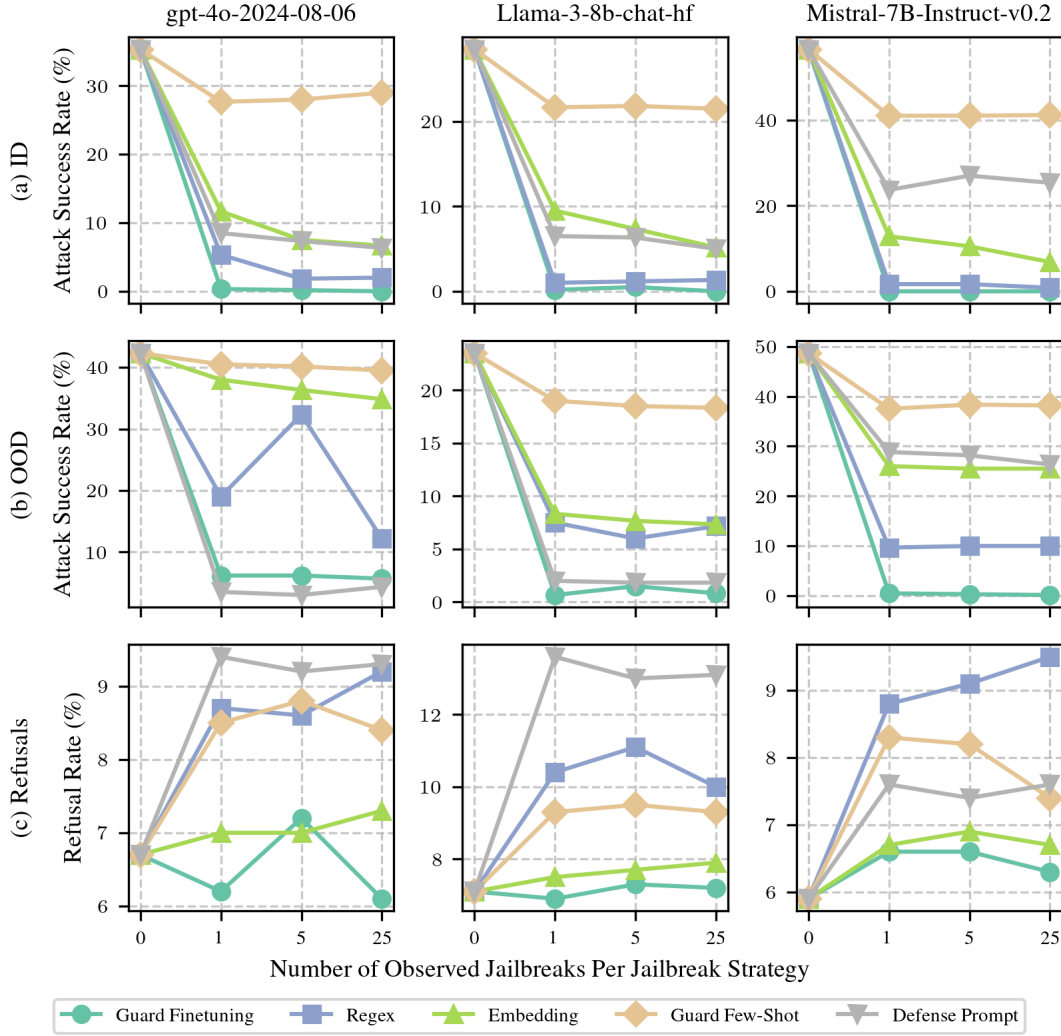 gpt-4o-2024-08-06
Llama-3-8b-chat-hf
Mistral-7B-Instruct-v0.2
(a) ID
Attack Success Rate (%)
30
20
10
0
20
10
0
40
20
0
(b) OOD
Attack Success Rate (%)
40
30
20
10
20
15
10
5
0
50
40
30
20
10
0
(c) Refusals
Refusal Rate (%)
9
8
7
6
12
10
8
9
8
7
6
0 1 5 25
0 1 5 25
0 1 5 25
Number of Observed Jailbreaks Per Jailbreak Strategy
Guard Finetuning Regex Embedding Guard Few-Shot Defense Prompt